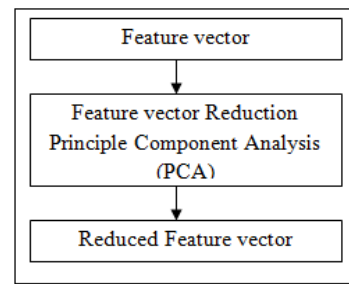 Feature vector
Feature vector Reduction
Principle Component Analysis
(PCA)
Reduced Feature vector